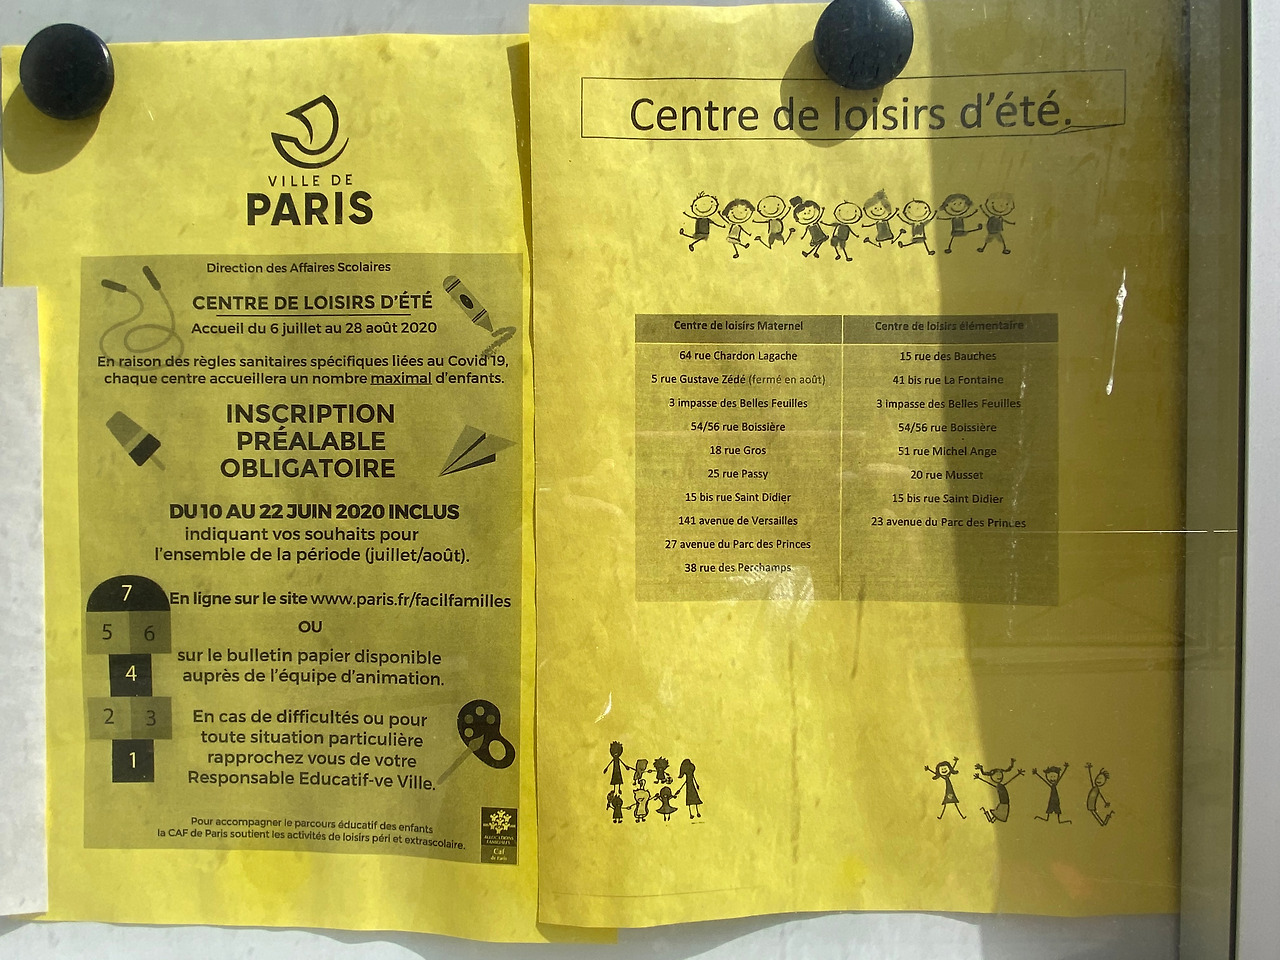 VILLE DE
PARIS
Direction des Affaires Scolaires
CENTRE DE LOISIRS D'ÉTÉ
Accueil du 6 juillet au 28 août 2020
En raison des règles sanitaires spécifiques liées au Covid 19,
chaque centre accueillera un nombre maximal d'enfants.
INSCRIPTION
PRÉALABLE
OBLIGATOIRE
DU 10 AU 22 JUIN 2020 INCLUS
indiquant vos souhaits pour
l'ensemble de la période (juillet/août).
En ligne sur le site www.paris.fr/facilfamilles
OU
sur le bulletin papier disponible
auprès de l'équipe d'animation.
En cas de difficultés ou pour
toute situation particulière
rapprochez vous de votre
Responsable Educatif-ve Ville.
7
5 6
4
2 3
1
Pour accompagner le parcours éducatif des enfants
la CAF de Paris soutient les activités de loisirs péri et extrascolaire.
ALLOCATIONS
FAMILIALES
Caf
de Paris
Centre de loisirs d'été.
Centre de loisirs Maternel
64 rue Chardon Lagache
5 rue Gustave Zédé (fermé en août)
3 impasse des Belles Feuilles
54/56 rue Boissière
18 rue Gros
25 rue Passy
15 bis rue Saint Didier
141 avenue de Versailles
27 avenue du Parc des Princes
38 rue des Perchamps
Centre de loisirs élémentaire
15 rue des Bauches
41 bis rue La Fontaine
3 impasse des Belles Feuilles
54/56 rue Boissière
51 rue Michel Ange
20 rue Musset
15 bis rue Saint Didier
23 avenue du Parc des Princes